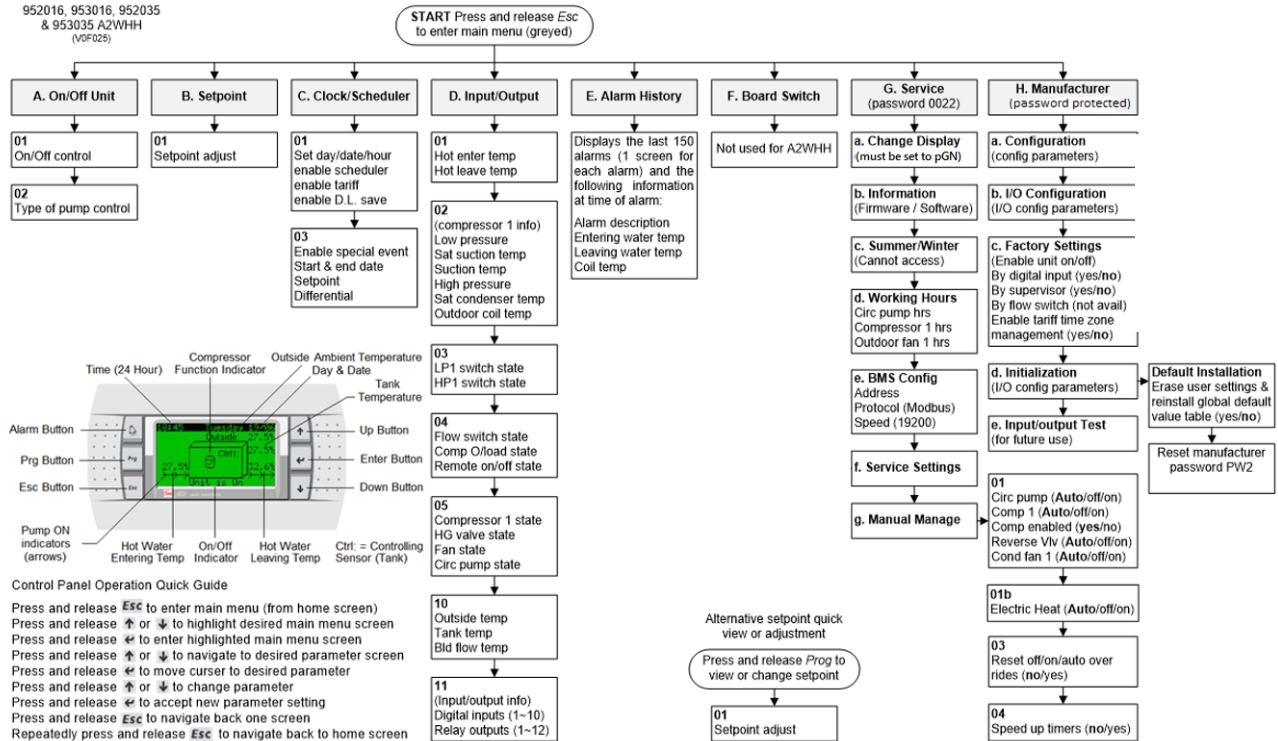 952016, 953016, 952035
& 953035 A2WHH
(V0F025)
START Press and release Esc
to enter main menu (greyed)
A. On/Off Unit
01
On/Off control
02
Type of pump control
B. Setpoint
01
Setpoint adjust
C. Clock/Scheduler
01
Set day/date/hour
enable scheduler
enable tariff
enable D.L. save
03
Enable special event
Start & end date
Setpoint
Differential
D. Input/Output
01
Hot enter temp
Hot leave temp
02
(compressor 1 info)
Low pressure
Sat suction temp
Suction temp
High pressure
Sat condenser temp
Outdoor coil temp
03
LP1 switch state
HP1 switch state
04
Flow switch state
Comp O/load state
Remote on/off state
05
Compressor 1 state
HG valve state
Fan state
Circ pump state
10
Outside temp
Tank temp
Bld flow temp
11
(Input/output info)
Digital inputs (1~10)
Relay outputs (1~12)
E. Alarm History
Displays the last 150
alarms (1 screen for
each alarm) and the
following information
at time of alarm:
Alarm description
Entering water temp
Leaving water temp
Coil temp
F. Board Switch
Not used for A2WHH
G. Service
(password 0022)
a. Change Display
(must be set to pGN)
b. Information
(Firmware / Software)
c. Summer/Winter
(Cannot access)
d. Working Hours
Circ pump hrs
Compressor 1 hrs
Outdoor fan 1 hrs
e. BMS Config
Address
Protocol (Modbus)
Speed (19200)
f. Service Settings
g. Manual Manage
H. Manufacturer
(password protected)
a. Configuration
(config parameters)
b. I/O Configuration
(I/O config parameters)
c. Factory Settings
(Enable unit on/off)
By digital input (yes/no)
By supervisor (yes/no)
By flow switch (not avail)
Enable tariff time zone
management (yes/no)
d. Initialization
(I/O config parameters)
e. Input/output Test
(for future use)
Default Installation
Erase user settings &
reinstall global default
value table (yes/no)
Reset manufacturer
password PW2
01
Circ pump (Auto/off/on)
Comp 1 (Auto/off/on)
Comp enabled (yes/no)
Reverse Vlv (Auto/off/on)
Cond fan 1 (Auto/off/on)
01b
Electric Heat (Auto/off/on)
03
Reset off/on/auto over
rides (no/yes)
04
Speed up timers (no/yes)
Time (24 Hour)
Compressor
Function Indicator
Outside Ambient Temperature
Day & Date
Tank
Temperature
Alarm Button
Prg Button
Esc Button
Up Button
Enter Button
Down Button
Prg
Esc
18:45 Tuesday 19/06
Outside: 27.5%
Ctrl: 27.5%
27.5% 32.6%
Unit is On
Pump ON
indicators
(arrows)
Hot Water
Entering Temp
On/Off
Indicator
Hot Water
Leaving Temp
Ctrl: = Controlling
Sensor (Tank)
Control Panel Operation Quick Guide
Press and release Esc to enter main menu (from home screen)
Press and release ↑ or ↓ to highlight desired main menu screen
Press and release ↵ to enter highlighted main menu screen
Press and release ↑ or ↓ to navigate to desired parameter screen
Press and release ↵ to move curser to desired parameter
Press and release ↑ or ↓ to change parameter
Press and release ↵ to accept new parameter setting
Press and release Esc to navigate back one screen
Repeatedly press and release Esc to navigate back to home screen
Alternative setpoint quick
view or adjustment
Press and release Prog to
view or change setpoint
01
Setpoint adjust